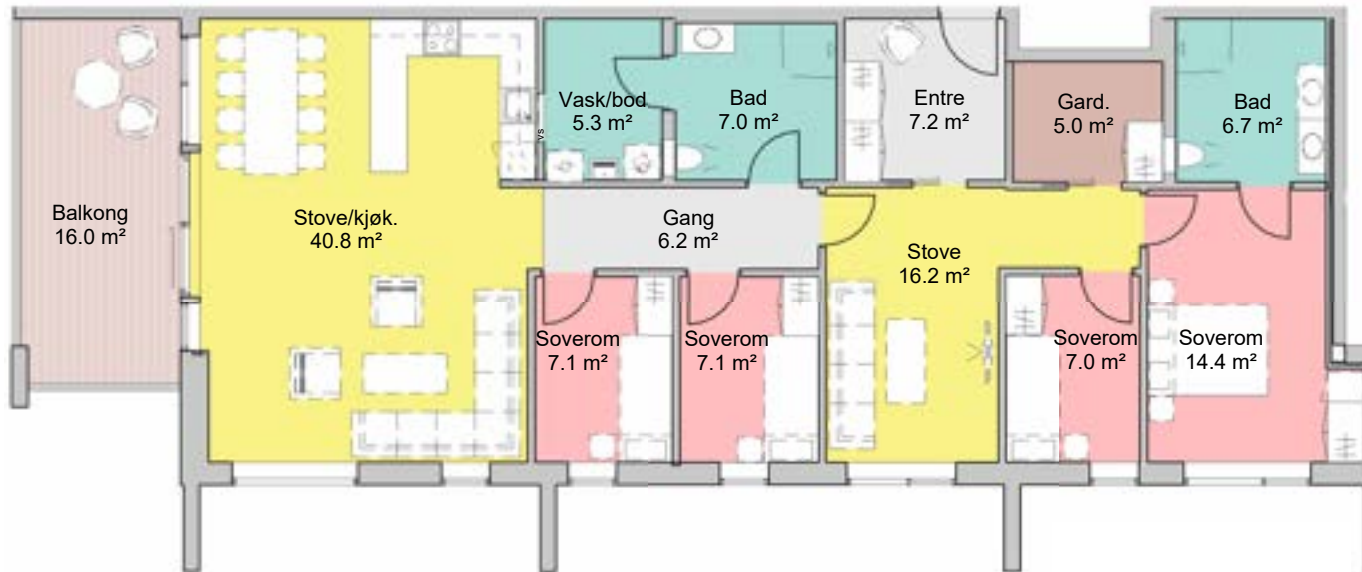 Vask/bod
5.3 m²
Bad
7.0 m²
Entre
7.2 m²
Gard.
5.0 m²
Bad
6.7 m²
vs
Balkong
16.0 m²
Stove/kjøk.
40.8 m²
Gang
6.2 m²
Stove
16.2 m²
Soverom
7.1 m²
Soverom
7.1 m²
Soverom
7.0 m²
Soverom
14.4 m²